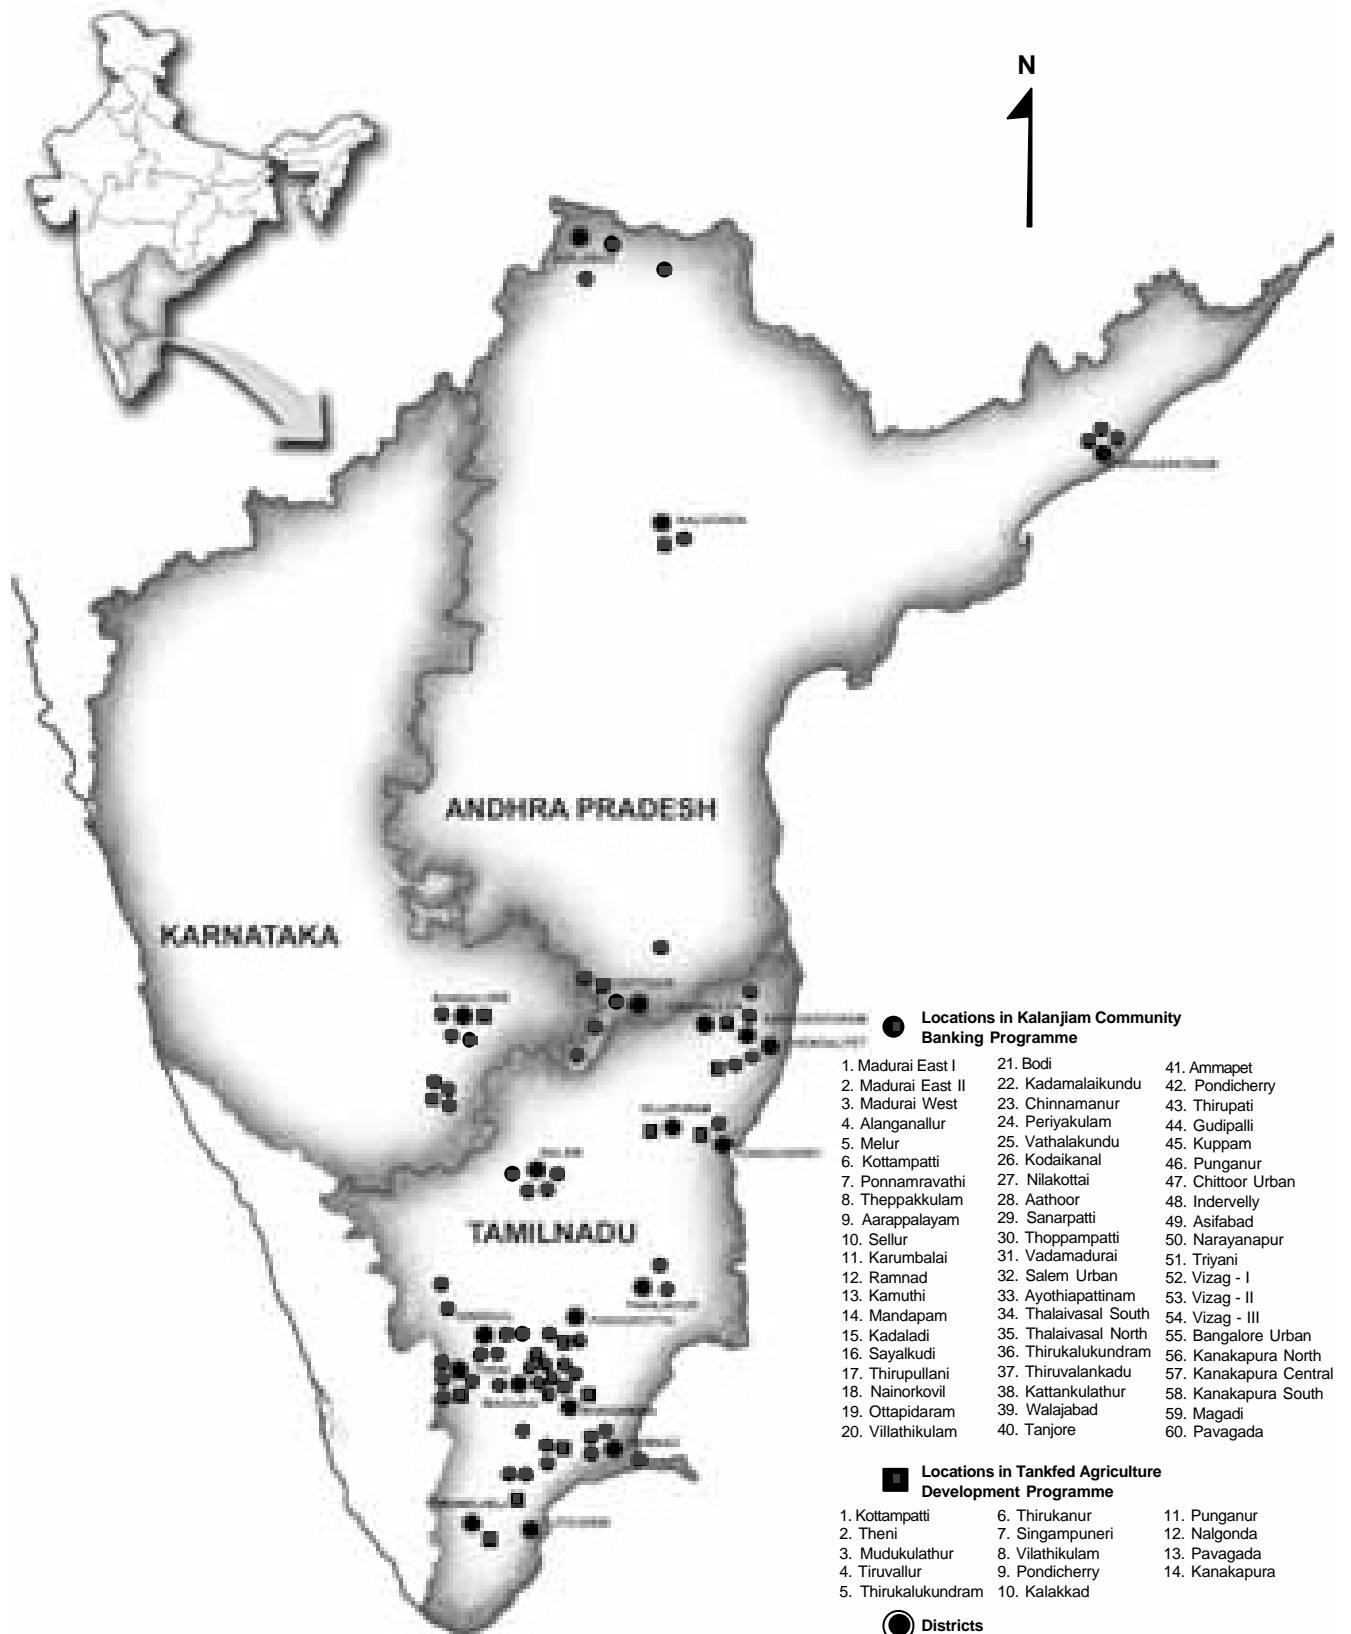 N
ANDHRA PRADESH
KARNATAKA
TAMILNADU
Locations in Kalanjiam Community
Banking Programme
1. Madurai East I
2. Madurai East II
3. Madurai West
4. Alanganallur
5. Melur
6. Kottampatti
7. Ponnamravathi
8. Theppakkulam
9. Aarappalayam
10. Sellur
11. Karumbalai
12. Ramnad
13. Kamuthi
14. Mandapam
15. Kadaladi
16. Sayalkudi
17. Thirupullani
18. Nainorkovil
19. Ottapidaram
20. Villathikulam
21. Bodi
22. Kadamalaikundu
23. Chinnamanur
24. Periyakulam
25. Vathalakundu
26. Kodaikanal
27. Nilakottai
28. Aathoor
29. Sanarpatti
30. Thoppampatti
31. Vadamadurai
32. Salem Urban
33. Ayothiapattinam
34. Thalaivasal South
35. Thalaivasal North
36. Thirukalukundram
37. Thiruvalankadu
38. Kattankulathur
39. Walajabad
40. Tanjore
41. Ammapet
42. Pondicherry
43. Thirupati
44. Gudipalli
45. Kuppam
46. Punganur
47. Chittoor Urban
48. Indervelly
49. Asifabad
50. Narayanapur
51. Triyani
52. Vizag - I
53. Vizag - II
54. Vizag - III
55. Bangalore Urban
56. Kanakapura North
57. Kanakapura Central
58. Kanakapura South
59. Magadi
60. Pavagada
Locations in Tankfed Agriculture
Development Programme
1. Kottampatti
2. Theni
3. Mudukulathur
4. Tiruvallur
5. Thirukalukundram
6. Thirukanur
7. Singampuneri
8. Vilathikulam
9. Pondicherry
10. Kalakkad
11. Punganur
12. Nalgonda
13. Pavagada
14. Kanakapura
Districts